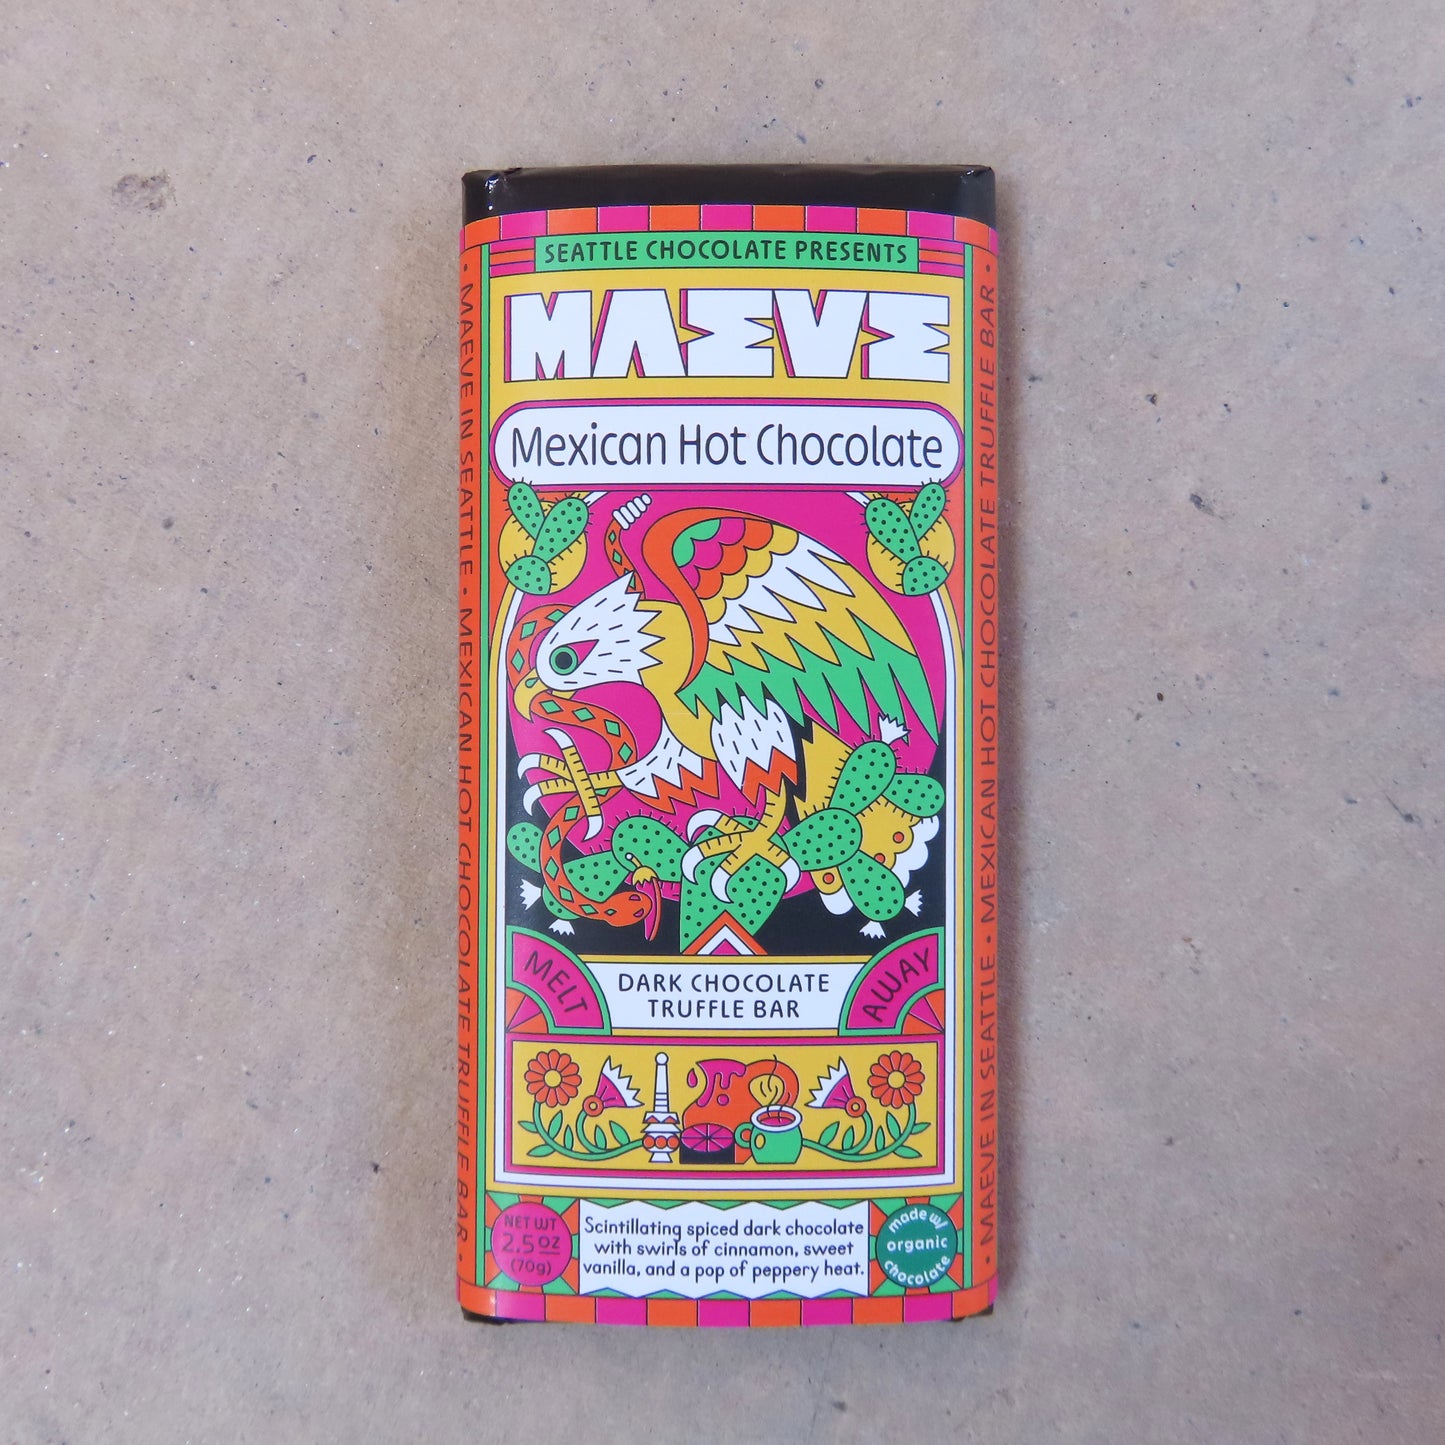 SEATTLE CHOCOLATE PRESENTS
MAEVE
Mexican Hot Chocolate
MELT
DARK CHOCOLATE
TRUFFLE BAR
AWAY
NET WT
2.5 OZ
(70g)
Scintillating spiced dark chocolate
with swirls of cinnamon, sweet
vanilla, and a pop of peppery heat.
made w/
organic
chocolate
• MAEVE IN SEATTLE • MEXICAN HOT CHOCOLATE TRUFFLE BAR •
• MAEVE IN SEATTLE • MEXICAN HOT CHOCOLATE TRUFFLE BAR •